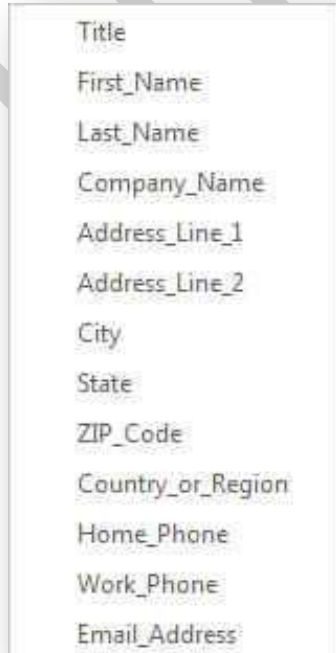 Title
First_Name
Last_Name
Company_Name
Address_Line_1
Address_Line_2
City
State
ZIP_Code
Country_or_Region
Home_Phone
Work_Phone
Email_Address